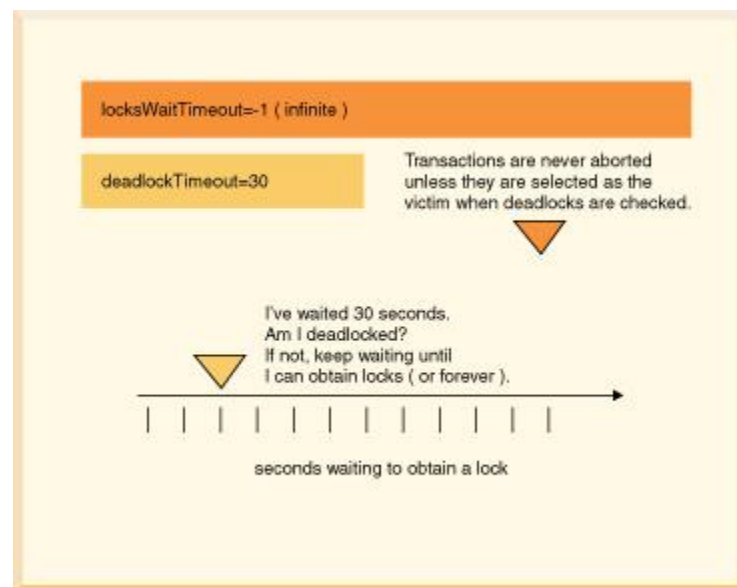 locksWaitTimeout=-1 ( infinite )
deadlockTimeout=30
Transactions are never aborted
unless they are selected as the
victim when deadlocks are checked.
I've waited 30 seconds.
Am I deadlocked?
If not, keep waiting until
I can obtain locks ( or forever ).
seconds waiting to obtain a lock